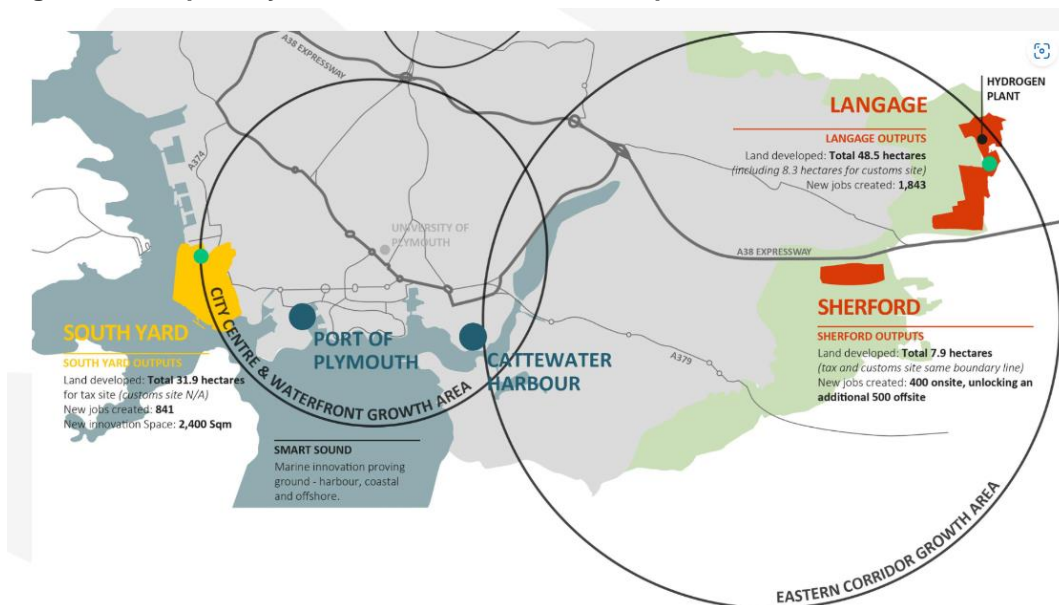 A38 EXPRESSWAY
HYDROGEN
PLANT
LANGAGE
LANGAGE OUTPUTS
Land developed: Total 48.5 hectares
(including 8.3 hectares for customs site)
New jobs created: 1,843
A374
UNIVERSITY OF
PLYMOUTH
A38 EXPRESSWAY
SHERFORD
SHERFORD OUTPUTS
Land developed: Total 7.9 hectares
(tax and customs site same boundary line)
New jobs created: 400 onsite, unlocking an
additional 500 offsite
SOUTH YARD
SOUTH YARD OUTPUTS
Land developed: Total 31.9 hectares
for tax site (customs site N/A)
New jobs created: 841
New innovation Space: 2,400 Sqm
PORT OF
PLYMOUTH
CATTEWATER
HARBOUR
A379
CITY CENTRE & WATERFRONT GROWTH AREA
SMART SOUND
Marine innovation proving
ground - harbour, coastal
and offshore.
EASTERN CORRIDOR GROWTH AREA